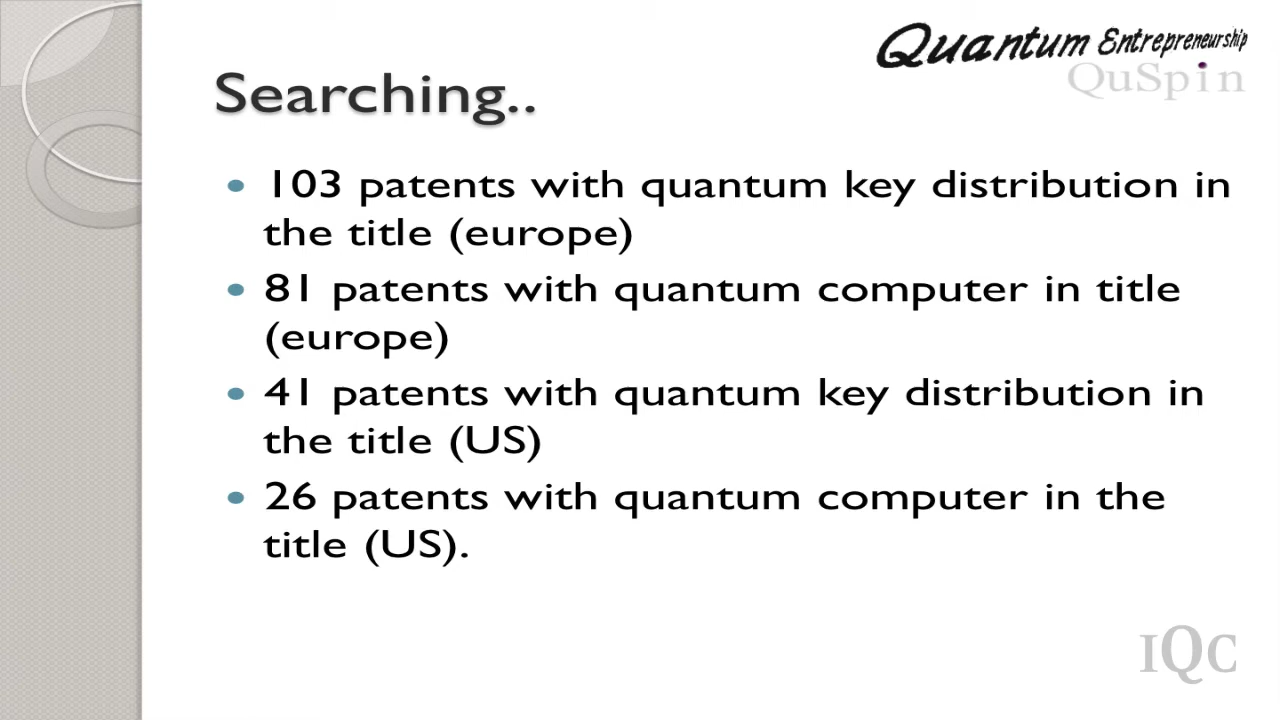 Quantum Entrepreneurship
QuSpin
Searching..
• 103 patents with quantum key distribution in
the title (europe)
• 81 patents with quantum computer in title
(europe)
• 41 patents with quantum key distribution in
the title (US)
• 26 patents with quantum computer in the
title (US).
IQC